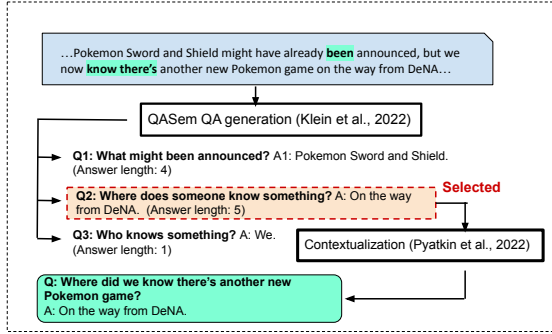 …Pokemon Sword and Shield might have already been announced, but we
now know there's another new Pokemon game on the way from DeNA…
QASem QA generation (Klein et al., 2022)
Q1: What might been announced? A1: Pokemon Sword and Shield.
(Answer length: 4)
Q2: Where does someone know something? A: On the way
from DeNA. (Answer length: 5)
Selected
Q3: Who knows something? A: We.
(Answer length: 1)
Contextualization (Pyatkin et al., 2022)
Q: Where did we know there's another new
Pokemon game?
A: On the way from DeNA.